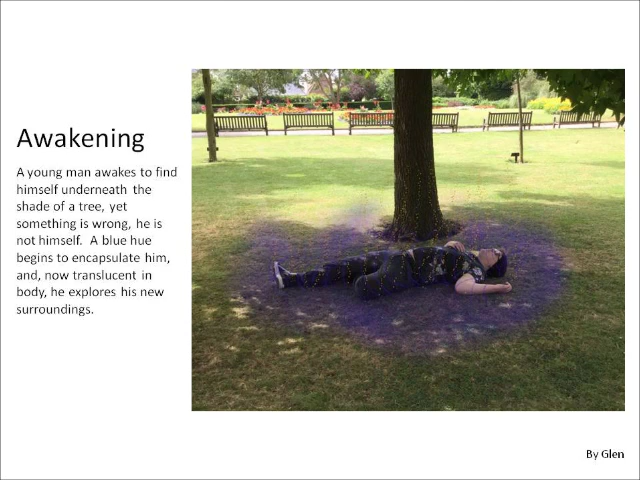 Awakening
A young man awakes to find
himself underneath the
shade of a tree, yet
something is wrong, he is
not himself.  A blue hue
begins to encapsulate him,
and, now translucent in
body, he explores his new
surroundings.
By Glen